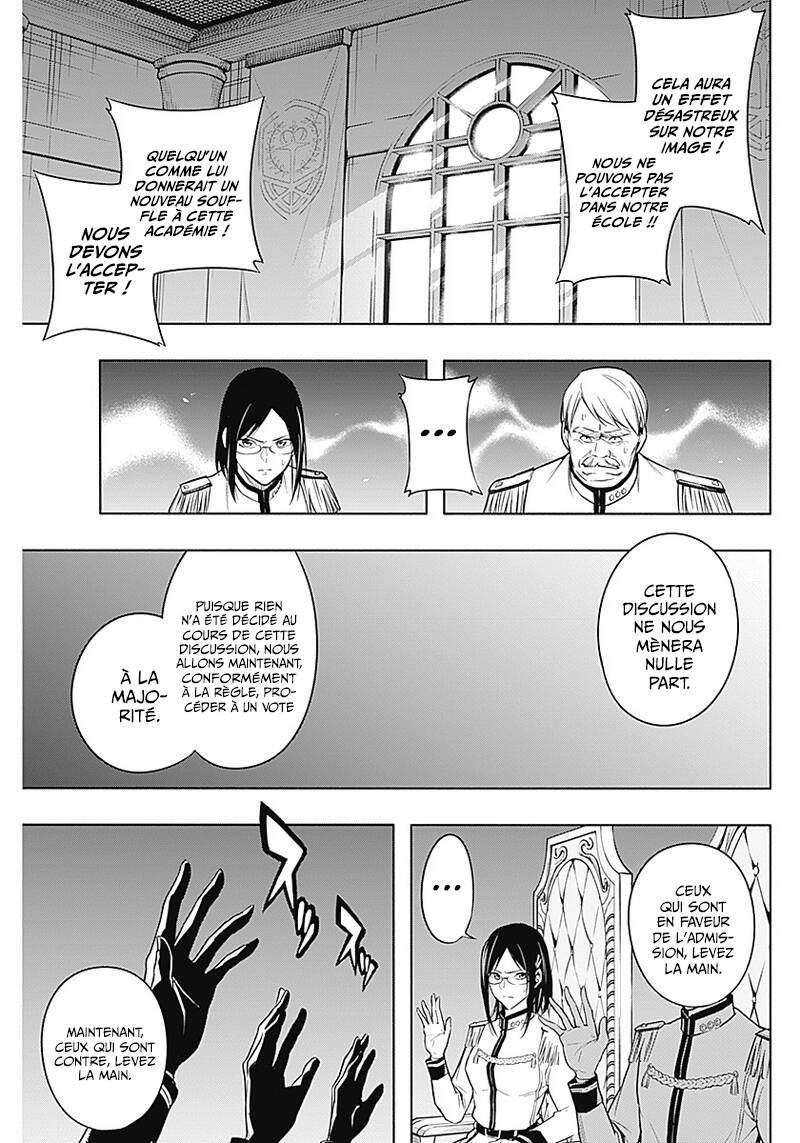 CELA AURA
UN EFFET
DÉSASTREUX
SUR NOTRE
IMAGE !
NOUS NE
POUVONS PAS
L'ACCEPTER
DANS NOTRE
ÉCOLE !!
QUELQU'UN
COMME LUI
DONNERAIT UN
NOUVEAU SOUF-
FLE À CETTE
ACADÉMIE !
NOUS
DEVONS
L'ACCEP-
TER !
...
CETTE
DISCUSSION
NE NOUS
MÈNERA
NULLE
PART.
PUISQUE RIEN
N'A ÉTÉ DÉCIDÉ AU
COURS DE CETTE
DISCUSSION, NOUS
ALLONS MAINTENANT,
CONFORMÉMENT
À LA RÈGLE, PRO-
CÉDER À UN VOTE
À LA
MAJO-
RITÉ.
CEUX
QUI SONT
EN FAVEUR
DE L'ADMIS-
SION, LEVEZ
LA MAIN.
...
MAINTENANT,
CEUX QUI SONT
CONTRE, LEVEZ
LA MAIN.